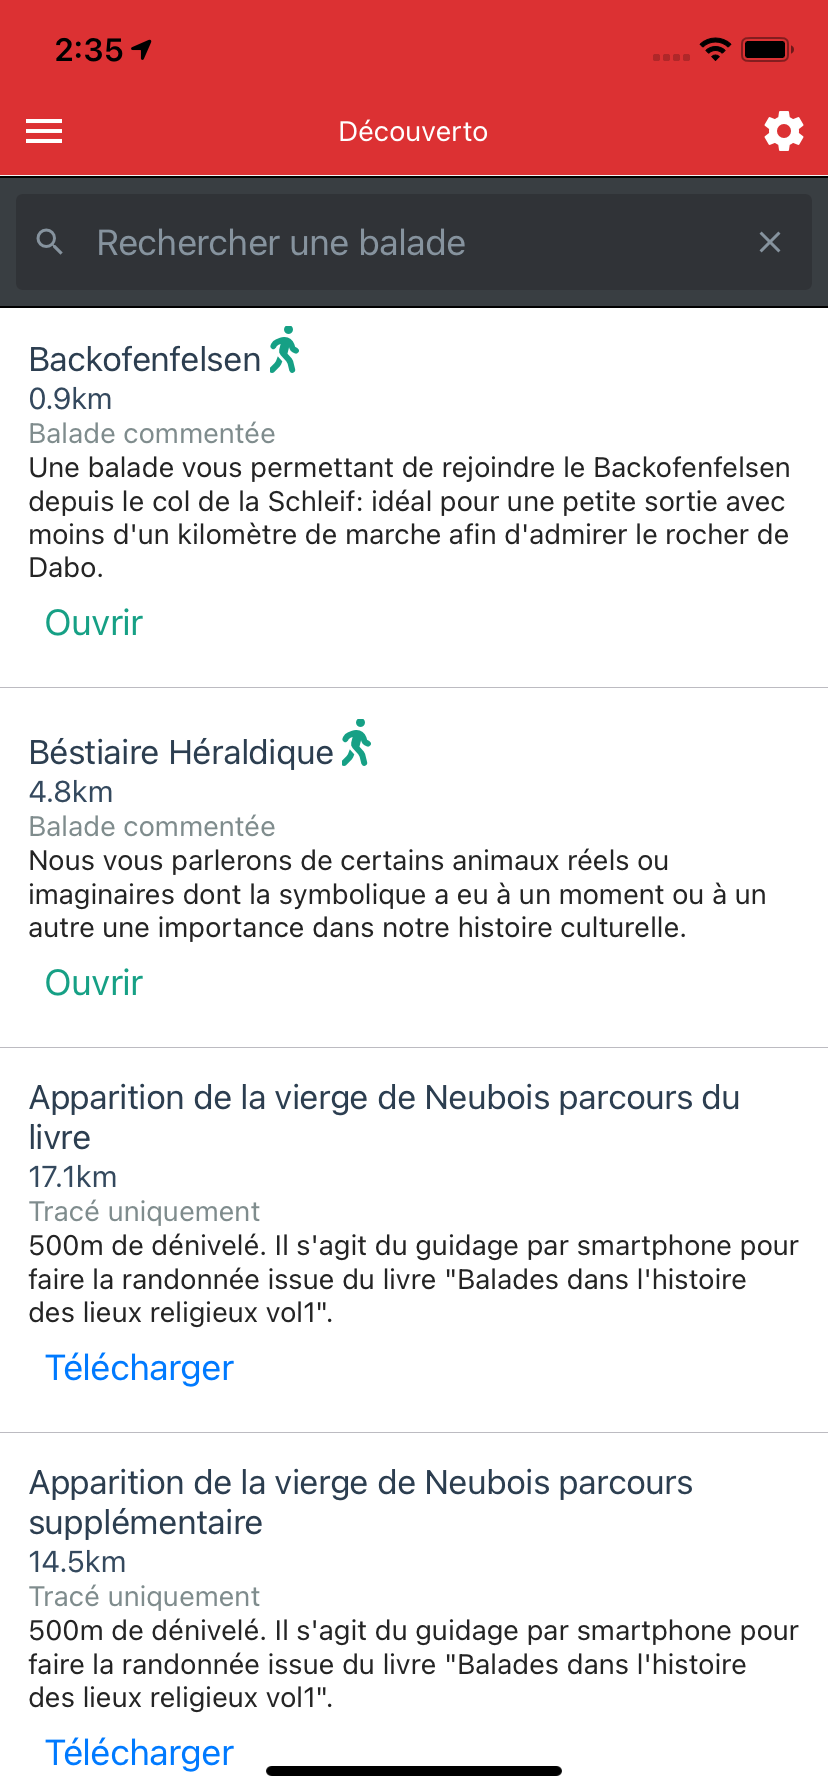 2:35
Découverto
Rechercher une balade
Backofenfelsen
0.9km
Balade commentée
Une balade vous permettant de rejoindre le Backofenfelsen
depuis le col de la Schleif: idéal pour une petite sortie avec
moins d'un kilomètre de marche afin d'admirer le rocher de
Dabo.
Ouvrir
Béstiaire Héraldique
4.8km
Balade commentée
Nous vous parlerons de certains animaux réels ou
imaginaires dont la symbolique a eu à un moment ou à un
autre une importance dans notre histoire culturelle.
Ouvrir
Apparition de la vierge de Neubois parcours du
livre
17.1km
Tracé uniquement
500m de dénivelé. Il s'agit du guidage par smartphone pour
faire la randonnée issue du livre "Balades dans l'histoire
des lieux religieux vol1".
Télécharger
Apparition de la vierge de Neubois parcours
supplémentaire
14.5km
Tracé uniquement
500m de dénivelé. Il s'agit du guidage par smartphone pour
faire la randonnée issue du livre "Balades dans l'histoire
des lieux religieux vol1".
Télécharger